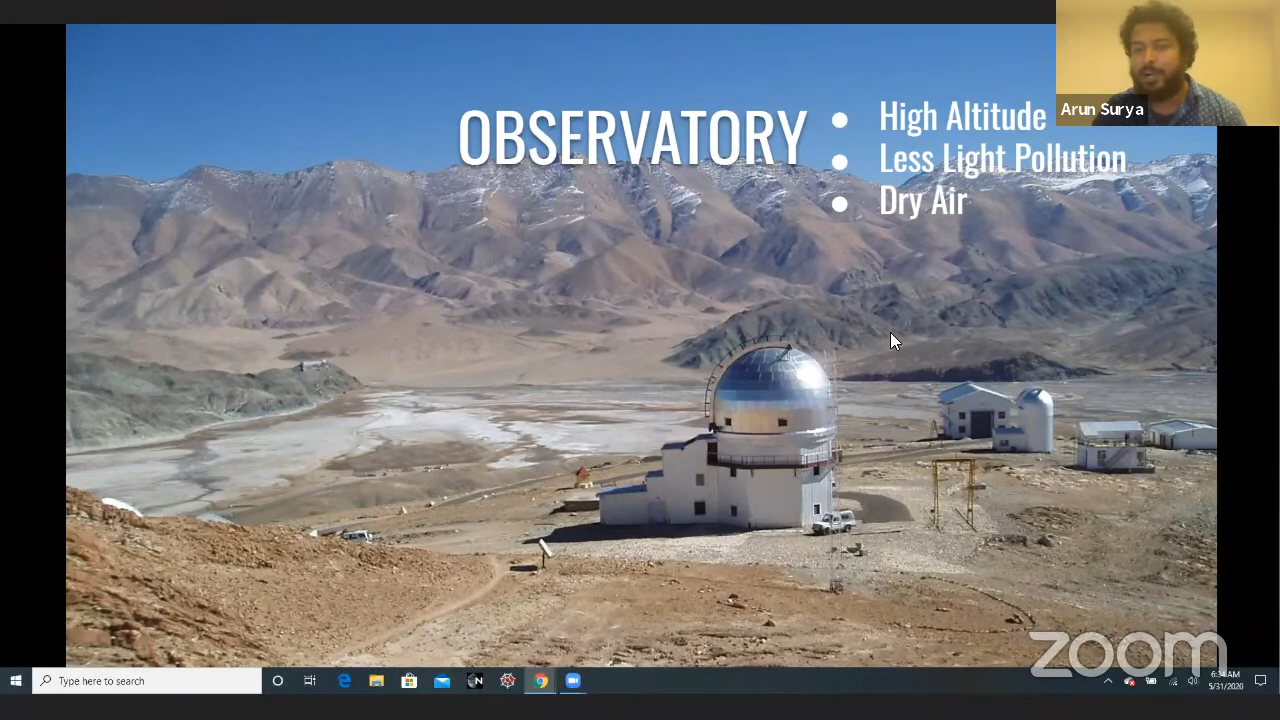 OBSERVATORY
High Altitude
Less Light Pollution
Dry Air
Arun Surya
zoom
Type here to search
6:34 AM
5/31/2020